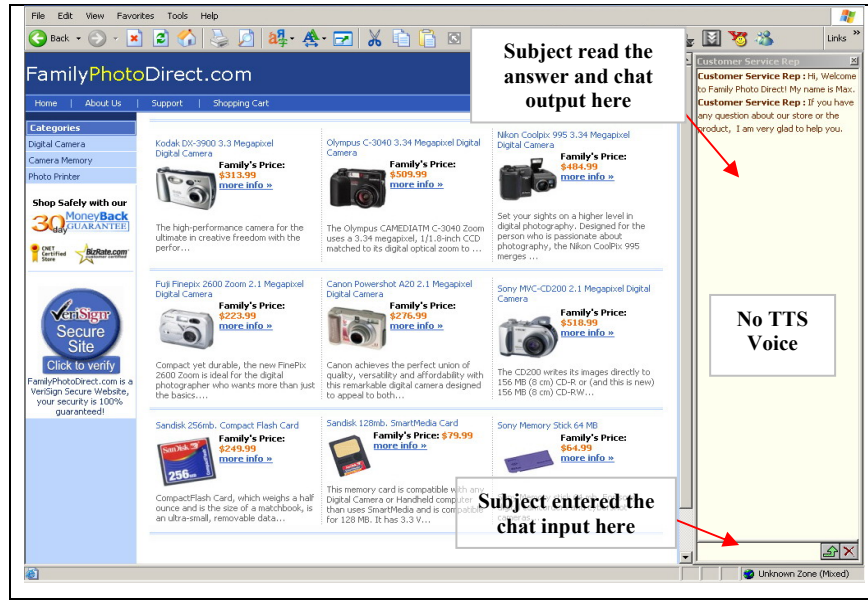 File Edit View Favorites Tools Help
Back
Links »
FamilyPhotoDirect.com
Home | About Us | Support | Shopping Cart
Categories
Digital Camera
Camera Memory
Photo Printer
Shop Safely with our
30 day MoneyBack
GUARANTEE
CNET
Certified
Store
BizRate.com
customer certified
VeriSign
Secure
Site
Click to verify
FamilyPhotoDirect.com is a
VeriSign Secure Website,
your security is 100%
guaranteed!
Kodak DX-3900 3.3 Megapixel
Digital Camera
Family's Price:
$313.99
more info »
The high-performance camera for the
ultimate in creative freedom with the
perfor...
Olympus C-3040 3.34 Megapixel Digital
Camera
Family's Price:
$509.99
more info »
The Olympus CAMEDIATM C-3040 Zoom
uses a 3.34 megapixel, 1/1.8-inch CCD
matched to its digital optical zoom to ...
Nikon Coolpix 995 3.34 Megapixel
Digital Camera
Family's Price:
$484.99
more info »
Set your sights on a higher level in
digital photography. Designed for the
person who is passionate about
photography, the Nikon CoolPix 995
merges ...
Fuji Finepix 2600 Zoom 2.1 Megapixel
Digital Camera
Family's Price:
$223.99
more info »
Compact yet durable, the new FinePix
2600 Zoom is ideal for the digital
photographer who wants more than just
the basics....
Canon Powershot A20 2.1 Megapixel
Digital Camera
Family's Price:
$276.99
more info »
Canon achieves the perfect union of
quality, versatility and affordability with
this remarkable digital camera designed
to appeal to both...
Sony MVC-CD200 2.1 Megapixel Digital
Camera
Family's Price:
$518.99
more info »
The CD200 writes its images directly to
156 MB (8 cm) CD-R or (and this is new)
156 MB (8 cm) CD-RW...
Sandisk 256mb. Compact Flash Card
Family's Price:
$249.99
more info »
SanDisk
256
CompactFlash Card, which weighs a half
ounce and is the size of a matchbook, is
an ultra-small, removable data...
Sandisk 128mb. SmartMedia Card
Family's Price: $79.99
more info »
This memory card is compatible with any
Digital Camera or Handheld computer
than uses SmartMedia and is compatible
for 128 MB. It has 3.3 V...
Sony Memory Stick 64 MB
Family's Price:
$64.99
more info »
cameras...
Customer Service Rep
Customer Service Rep : Hi, Welcome
to Family Photo Direct! My name is Max.
Customer Service Rep : If you have
any question about our store or the
product, I am very glad to help you.
Subject read the
answer and chat
output here
No TTS
Voice
Subject entered the
chat input here
Unknown Zone (Mixed)